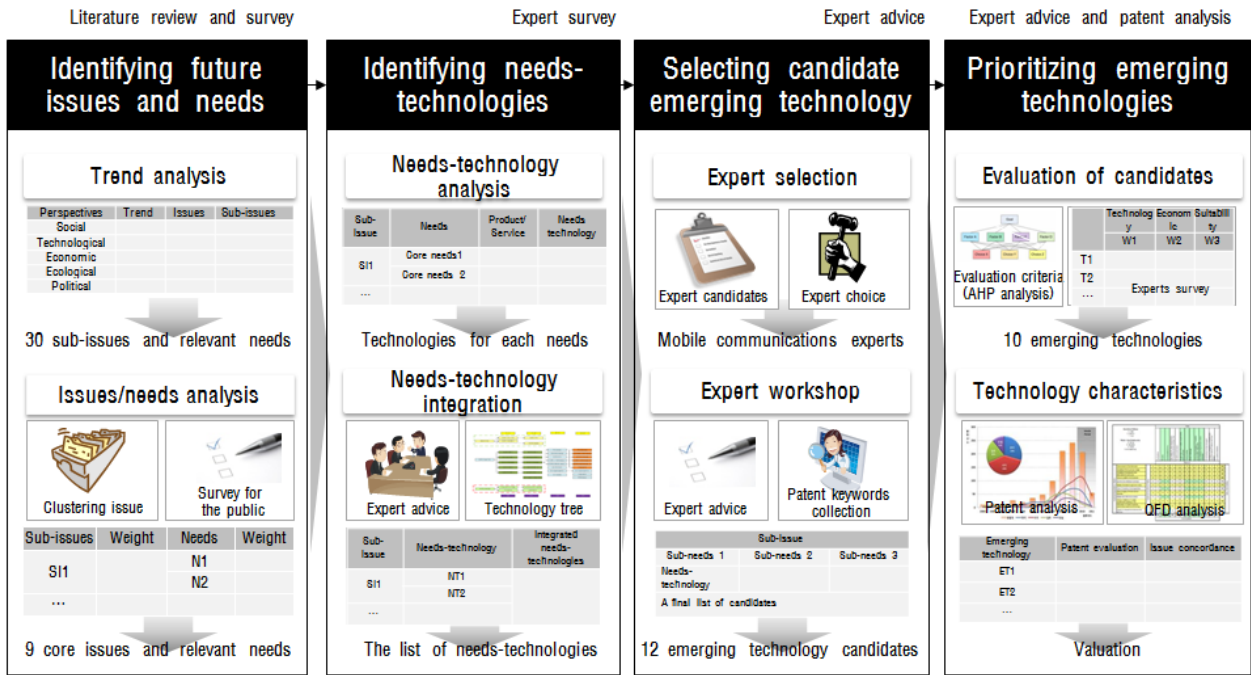 Literature review and survey
Expert survey
Expert advice
Expert advice and patent analysis
Identifying future
issues and needs
Trend analysis
Perspectives Trend Issues Sub-issues
Social
Technological
Economic
Ecological
Political
30 sub-issues and relevant needs
Issues/needs analysis
Clustering issue
Survey for
the public
Sub-issues Weight Needs Weight
SI1
N1
N2
...
9 core issues and relevant needs
Identifying needs-
technologies
Needs-technology
analysis
Sub-
Issue
Needs
Product/
Service
Needs
technology
SI1
Core needs1
Core needs 2
...
Technologies for each needs
Needs-technology
integration
Expert advice
Technology tree
Sub-
Issue
Needs-technology
Integrated
needs-
technologies
SI1
NT1
NT2
...
The list of needs-technologies
Selecting candidate
emerging technology
Expert selection
Expert candidates
Expert choice
Mobile communications experts
Expert workshop
Expert advice
Patent keywords
collection
Sub-issue
Sub-needs 1 Sub-needs 2 Sub-needs 3
Needs-
technology
A final list of candidates
12 emerging technology candidates
Prioritizing emerging
technologies
Evaluation of candidates
Evaluation criteria
(AHP analysis)
Technolog
y
Econom
ic
Suitabili
ty
W1 W2 W3
T1
T2
...
Experts survey
10 emerging technologies
Technology characteristics
Patent analysis
QFD analysis
Emerging
technology
Patent evaluation
Issue concordance
ET1
ET2
...
Valuation